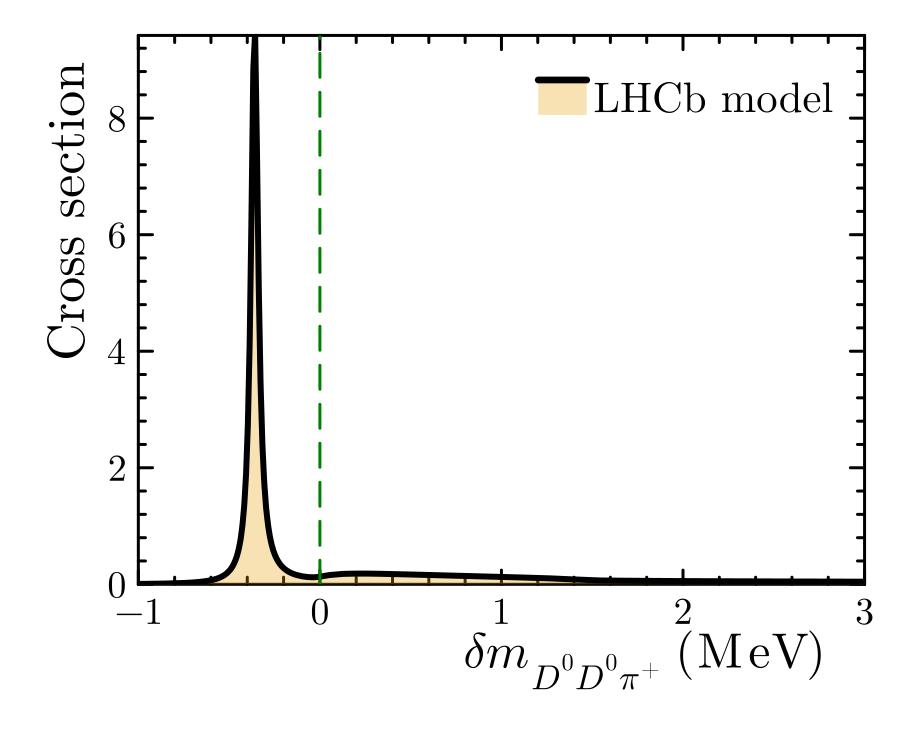 Cross section
LHCb model
8
6
4
2
0
−1 0 1 2 3
δm_{D⁰D⁰π⁺} (MeV)